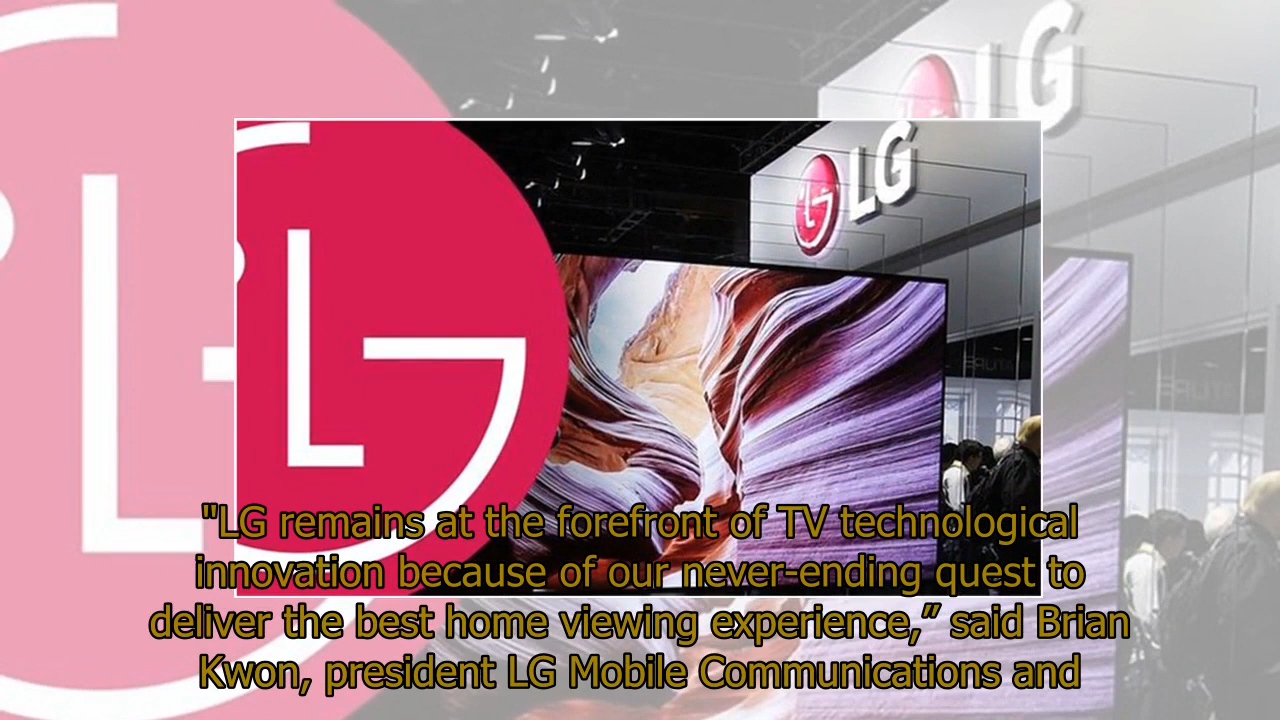 LG
LG
LG
"LG remains at the forefront of TV technological
innovation because of our never-ending quest to
deliver the best home viewing experience,” said Brian
Kwon, president LG Mobile Communications and